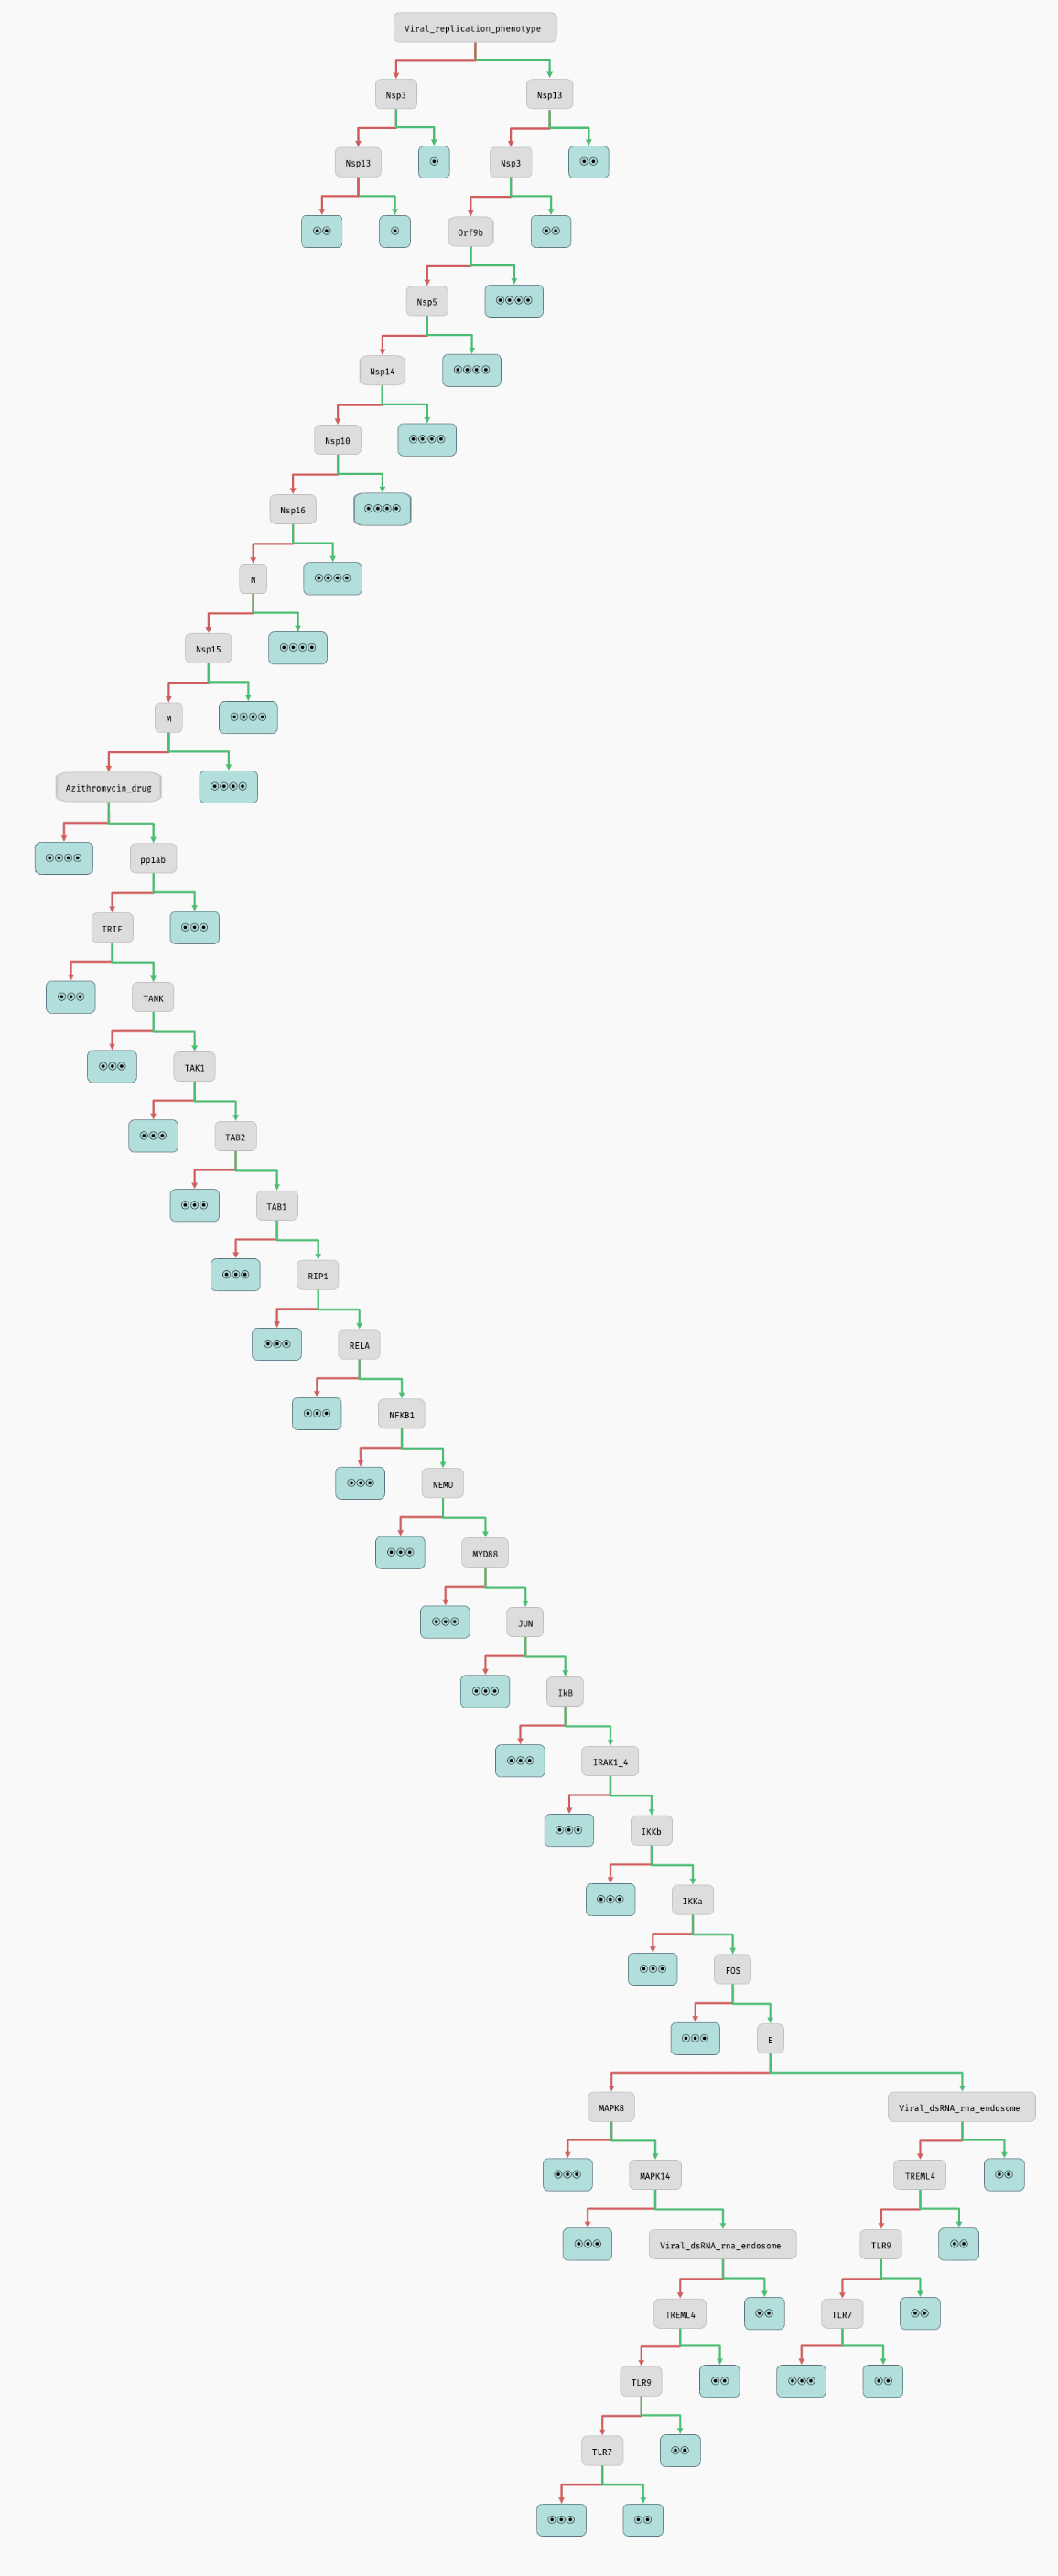 Viral_replication_phenotype
Nsp3 Nsp13
Nsp13 Nsp3
Orf9b
Nsp5
Nsp14
Nsp10
Nsp16
N
Nsp15
M
Azithromycin_drug
pp1ab
TRIF
TANK
TAK1
TAB2
TAB1
RIP1
RELA
NFKB1
NEMO
MYD88
JUN
IkB
IRAK1_4
IKKb
IKKa
FOS
E
MAPK8 Viral_dsRNA_rna_endosome
MAPK14 TREML4
Viral_dsRNA_rna_endosome TLR9
TREML4 TLR7
TLR9
TLR7